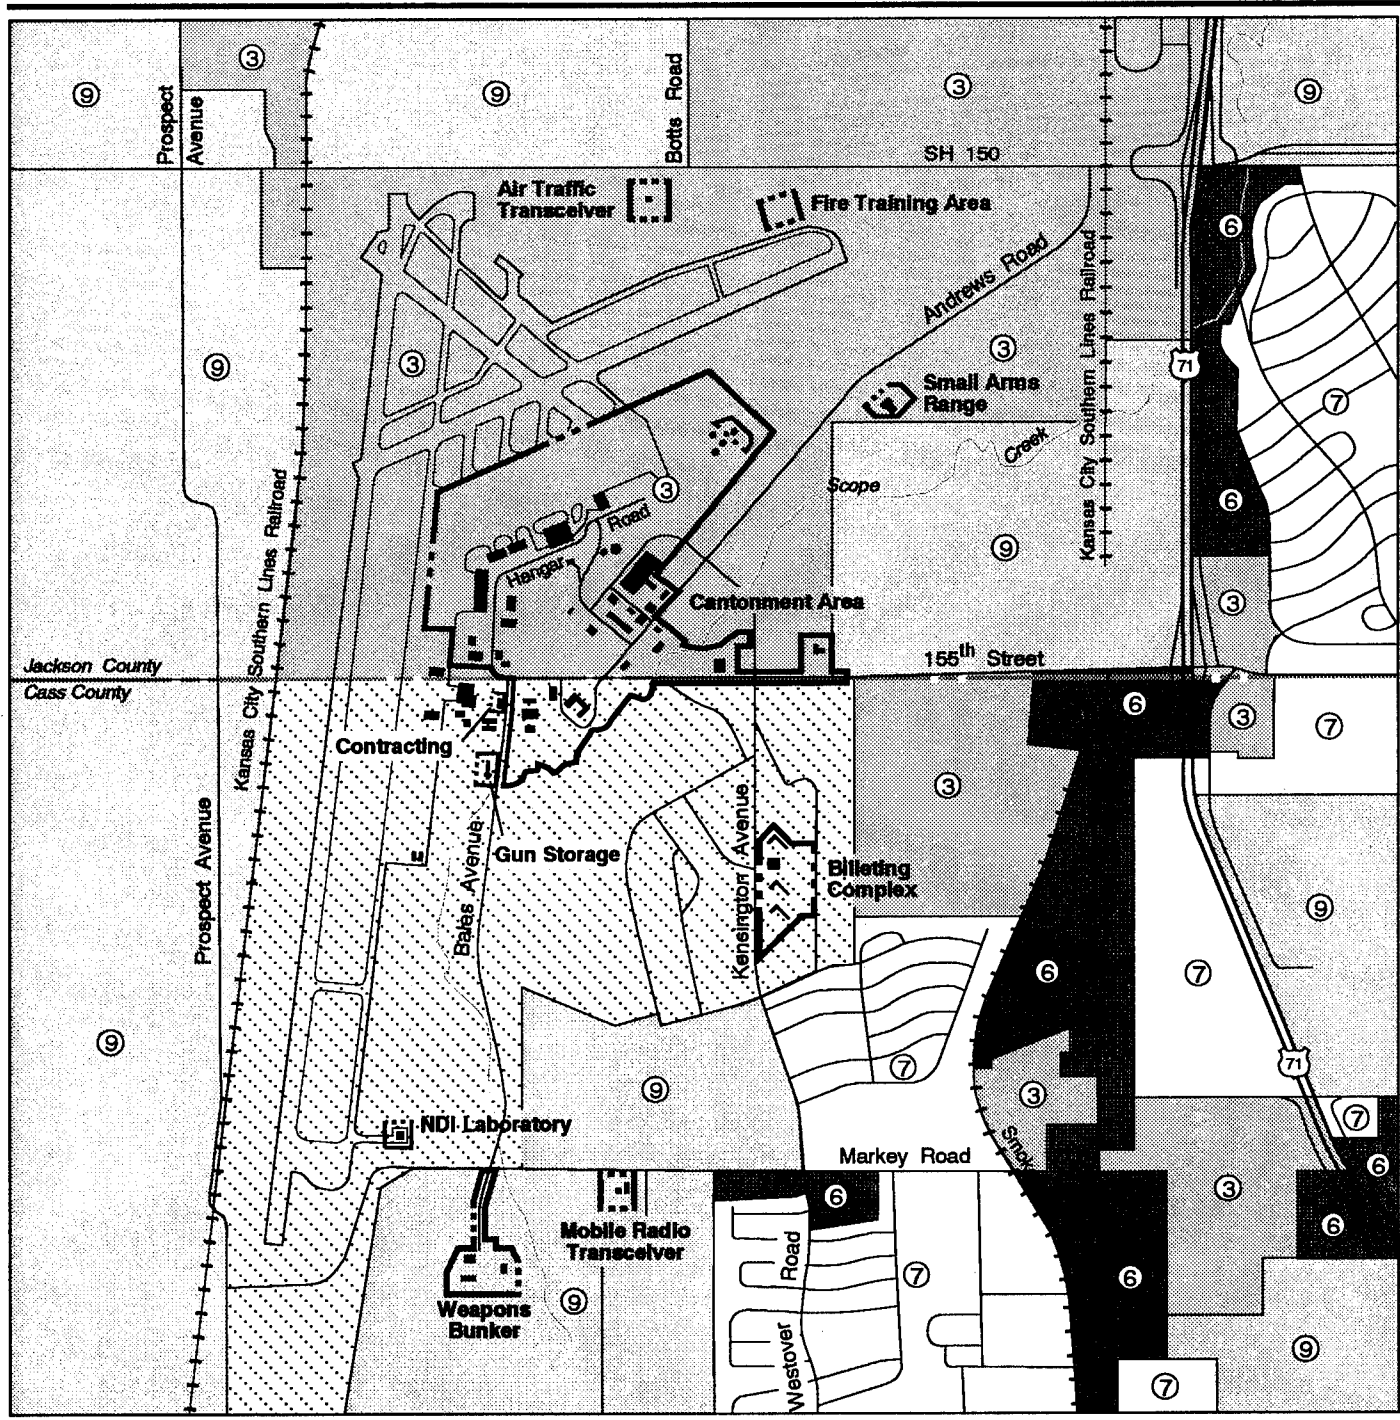 ③
⑨
Prospect
Avenue
⑨
Botts Road
③
⑨
SH 150
Air Traffic
Transceiver
Fire Training Area
⑥
Andrews Road
Kansas City Southern Lines Railroad
③
⑨
③
71
Small Arms
Range
⑦
Creek
Scope
③
⑥
Road
Hangar
⑨
Kansas City Southern Lines Railroad
Cantonment Area
③
155th Street
Jackson County
Cass County
⑥
③
⑦
Contracting
③
Prospect Avenue
Balas Avenue
Kensington Avenue
Gun Storage
Billeting
Complex
⑨
⑥
⑦
⑨
⑦
71
⑨
③
⑦
NDI Laboratory
Markey Road
Smok
⑥
③
⑥
⑥
Mobile Radio
Transceiver
Road
Westover
⑦
⑥
Weapons
Bunker
⑨
⑨
⑦